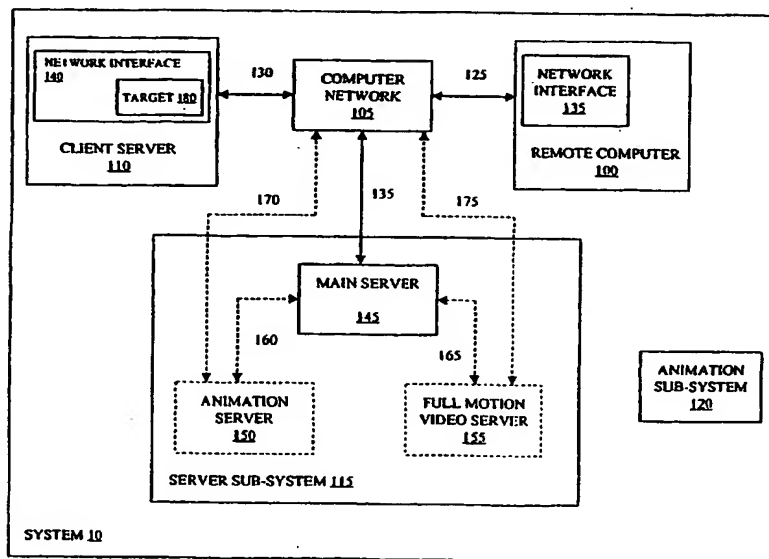 NETWORK INTERFACE
140
TARGET 180
CLIENT SERVER
110
130
COMPUTER
NETWORK
105
125
NETWORK
INTERFACE
135
REMOTE COMPUTER
100
170
135
175
MAIN SERVER
145
160
165
ANIMATION
SERVER
150
FULL MOTION
VIDEO SERVER
155
SERVER SUB-SYSTEM 115
ANIMATION
SUB-SYSTEM
120
SYSTEM 10